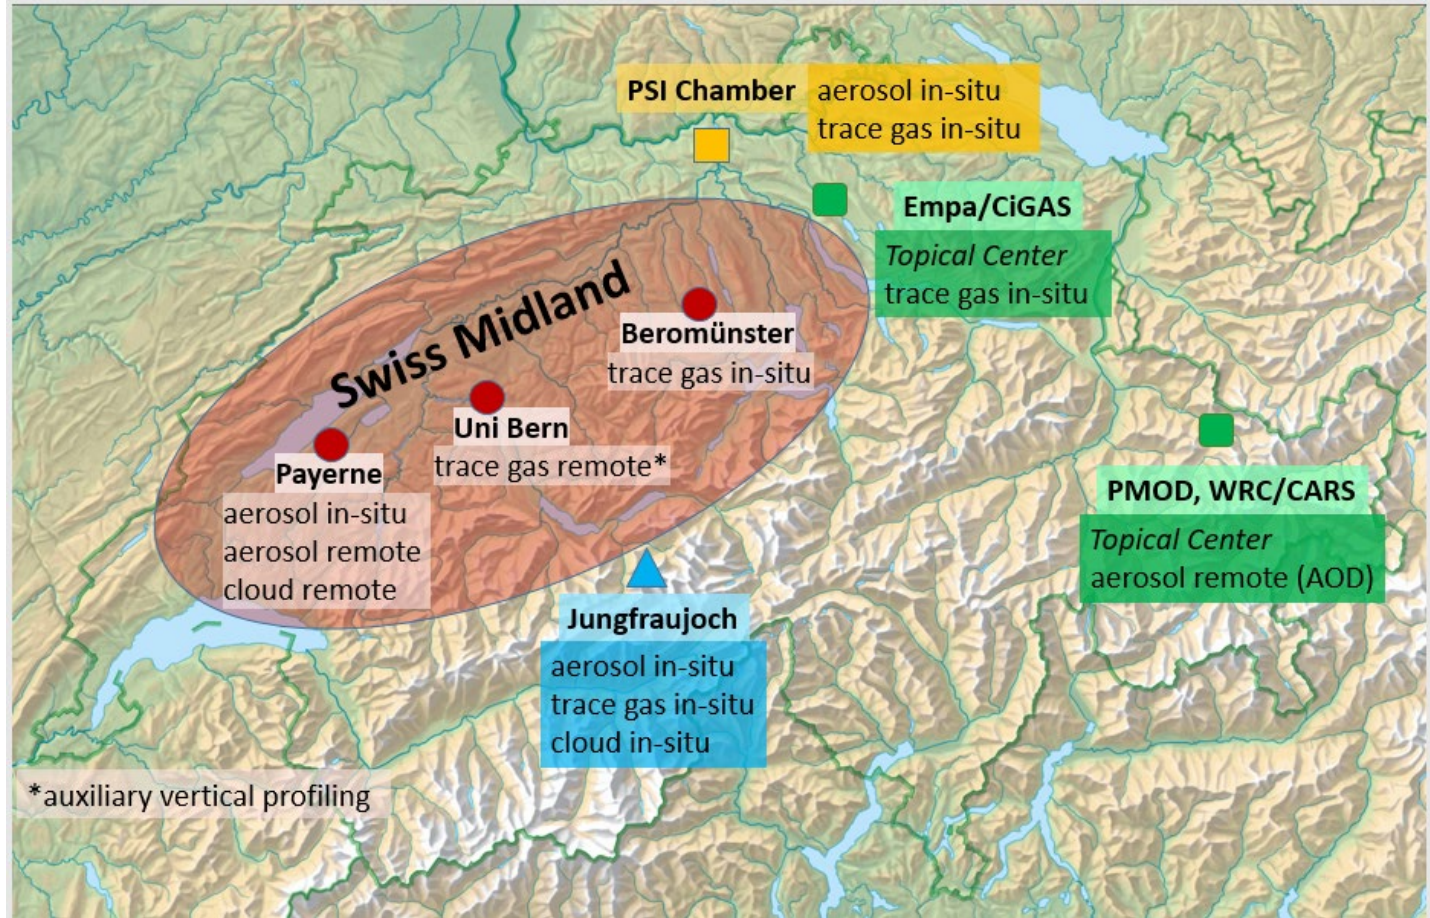 PSI Chamber
aerosol in-situ
trace gas in-situ
Empa/CiGAS
Topical Center
trace gas in-situ
Swiss Midland
Beromünster
trace gas in-situ
Uni Bern
trace gas remote*
Payerne
aerosol in-situ
aerosol remote
cloud remote
PMOD, WRC/CARS
Topical Center
aerosol remote (AOD)
Jungfraujoch
aerosol in-situ
trace gas in-situ
cloud in-situ
*auxiliary vertical profiling